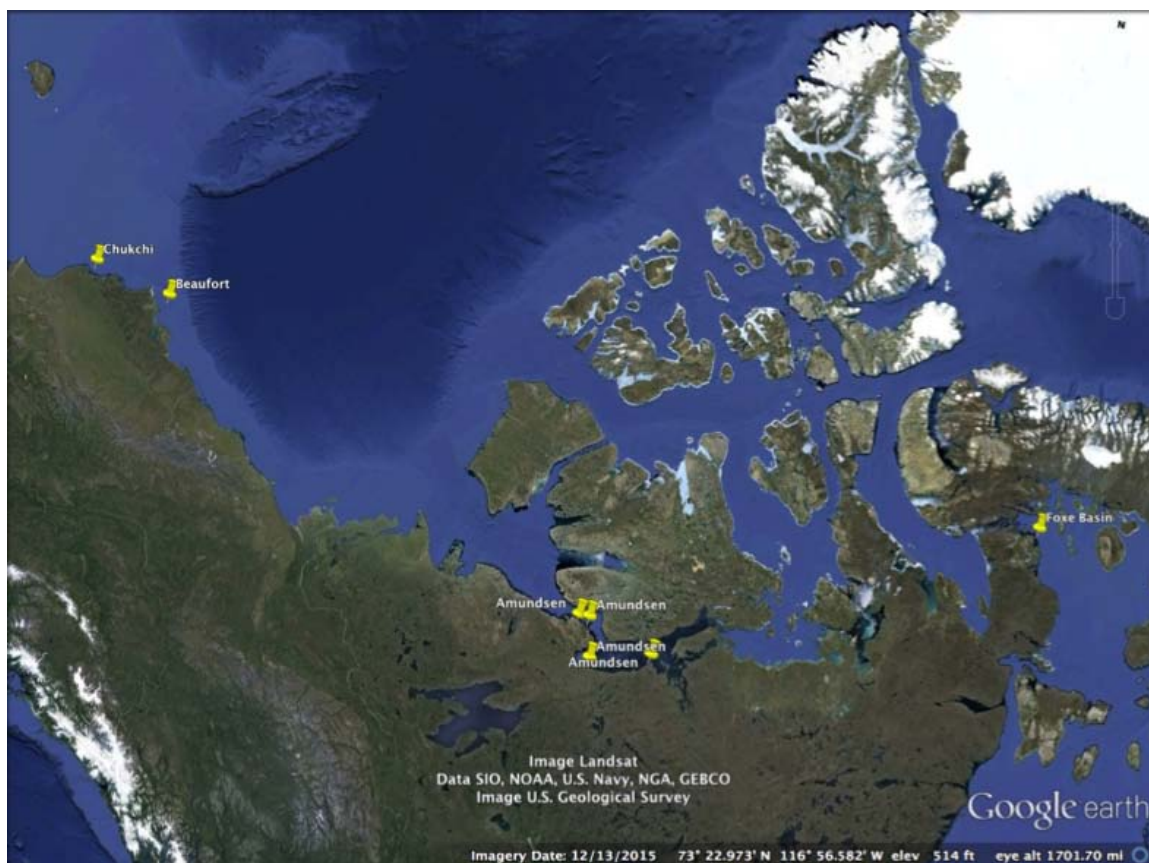 N
Chukchi
Beaufort
Foxe Basin
Amundsen
Amundsen
Amundsen
Amundsen
Image Landsat
Data SIO, NOAA, U.S. Navy, NGA, GEBCO
Image U.S. Geological Survey
Google earth
Imagery Date: 12/13/2015 73° 22.973' N 116° 56.582' W elev 514 ft eye alt 1701.70 mi